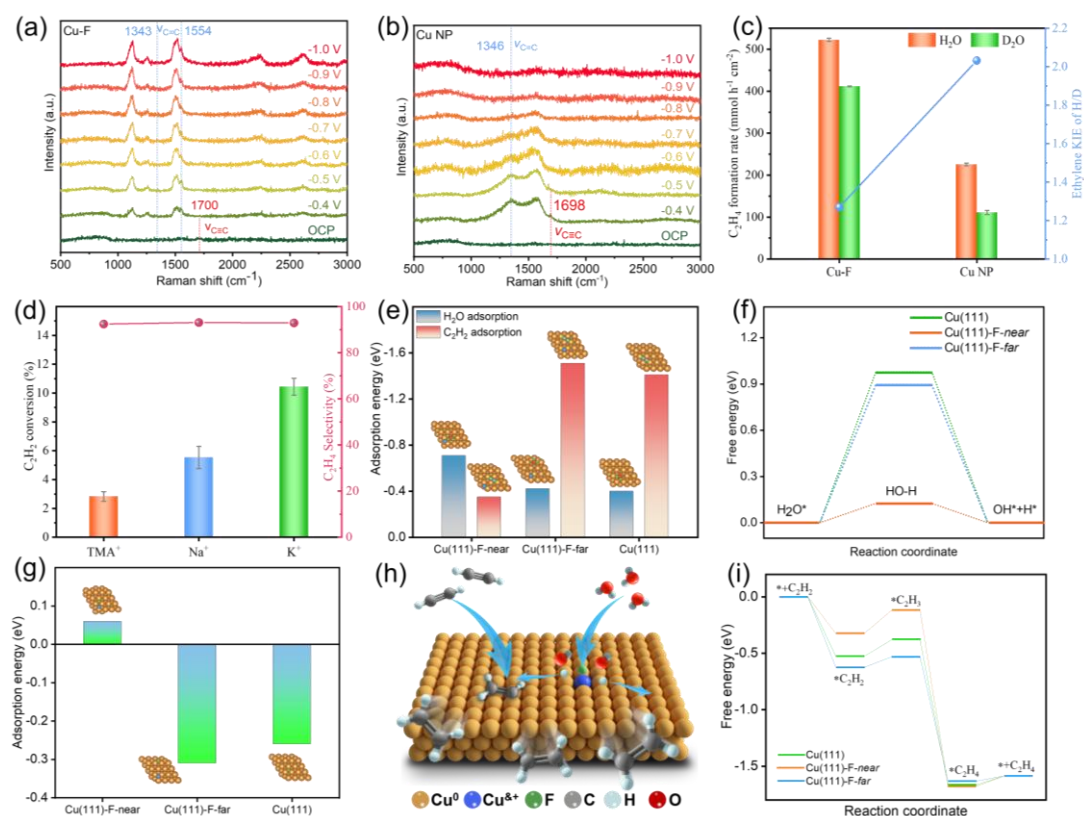 (a)
Cu-F
1343
νC=C
1554
-1.0 V
-0.9 V
-0.8 V
-0.7 V
-0.6 V
-0.5 V
-0.4 V
OCP
1700
νC≡C
Intensity (a.u.)
500 1000 1500 2000 2500 3000
Raman shift (cm⁻¹)
(b)
Cu NP
1346
νC=C
-1.0 V
-0.9 V
-0.8 V
-0.7 V
-0.6 V
-0.5 V
-0.4 V
OCP
1698
νC≡C
Intensity (a.u.)
500 1000 1500 2000 2500 3000
Raman shift (cm⁻¹)
(c)
H₂O
D₂O
C₂H₄ formation rate (mmol h⁻¹ cm⁻²)
500
400
300
200
100
0
Cu-F
Cu NP
2.2
2.0
1.8
1.6
1.4
1.2
1.0
Ethylene KIE of H/D
(d)
C₂H₂ conversion (%)
16
14
12
10
8
6
4
2
0
TMA⁺
Na⁺
K⁺
100
80
60
40
20
0
C₂H₄ Selectivity (%)
(e)
H₂O adsorption
C₂H₂ adsorption
Adsorption energy (eV)
-1.6
-1.2
-0.8
-0.4
0.0
Cu(111)-F-near
Cu(111)-F-far
Cu(111)
(f)
Cu(111)
Cu(111)-F-near
Cu(111)-F-far
Free energy (eV)
0.9
0.6
0.3
0.0
H₂O*
HO-H
OH*+H*
Reaction coordinate
(g)
Adsorption energy (eV)
0.1
0.0
-0.1
-0.2
-0.3
-0.4
Cu(111)-F-near
Cu(111)-F-far
Cu(111)
(h)
Cu⁰
Cu&⁺
F
C
H
O
(i)
Free energy (eV)
0.0
-0.5
-1.0
-1.5
*+C₂H₂
*C₂H₂
*C₂H₃
*C₂H₄
*+C₂H₄
Cu(111)
Cu(111)-F-near
Cu(111)-F-far
Reaction coordinate